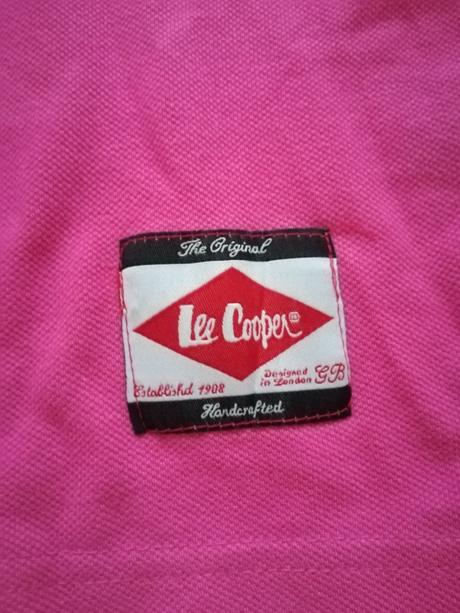 The Original
Lee Cooper®
Establishd 1908
Designed
in London GB
Handcrafted